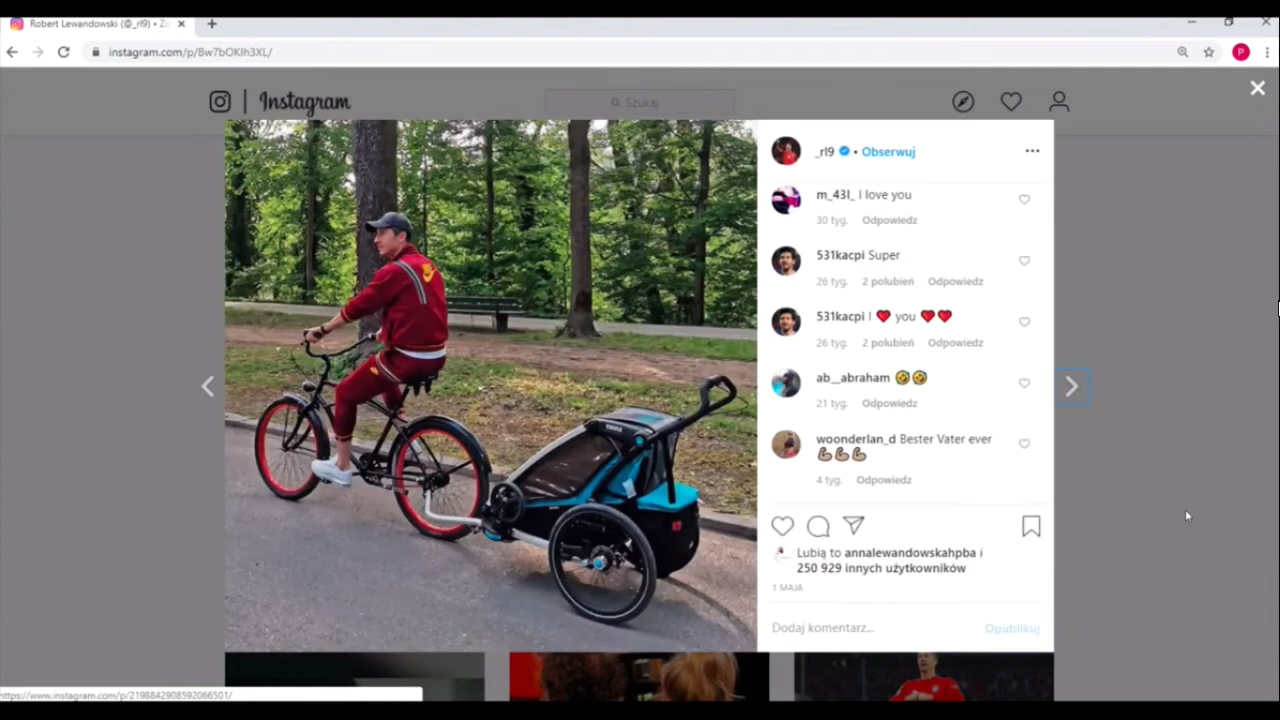 Robert Lewandowski (@_rl9) • Z
instagram.com/p/Bw7bOKIh3XL/
P
Instagram
Szukaj
_rl9 • Obserwuj
m_43l_ I love you
30 tyg. Odpowiedz
531kacpi Super
26 tyg. 2 polubień Odpowiedz
531kacpi I ❤ you ❤❤
26 tyg. 2 polubień Odpowiedz
ab__abraham 🤣🤣
21 tyg. Odpowiedz
woonderlan_d Bester Vater ever
💪🏽💪🏽💪🏽
4 tyg. Odpowiedz
THULE
Lubią to annalewandowskahpba i
250 929 innych użytkowników
1 MAJA
Dodaj komentarz...
Opublikuj
https://www.instagram.com/p/2198842908592066501/